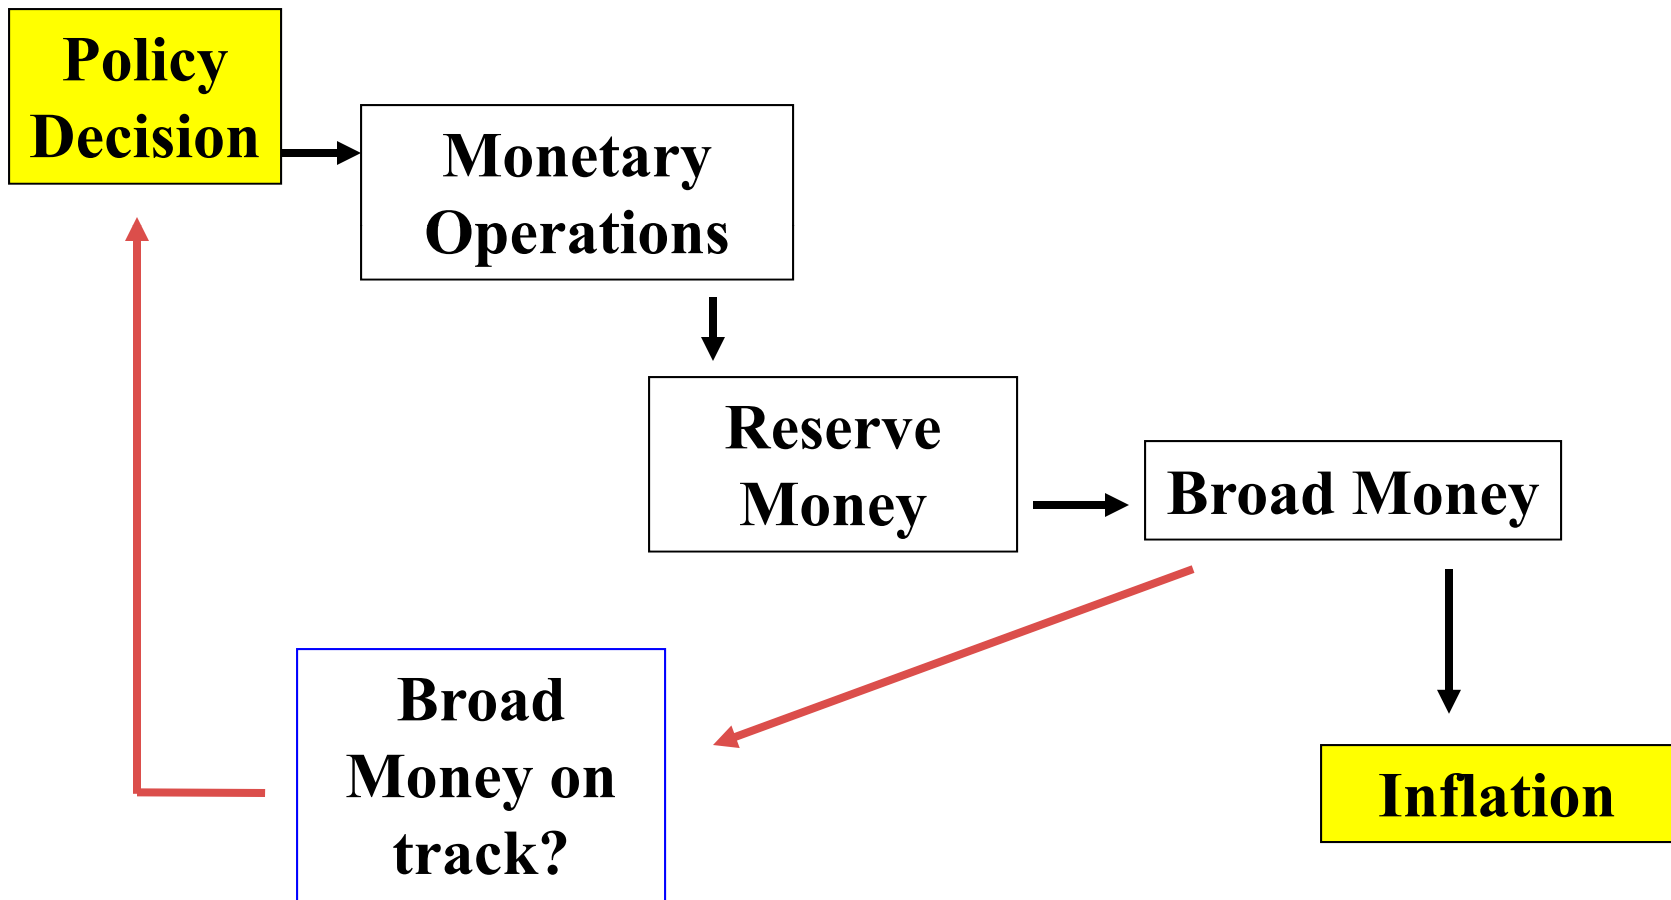 Policy
Decision
Monetary
Operations
Reserve
Money
Broad Money
Broad
Money on
track?
Inflation